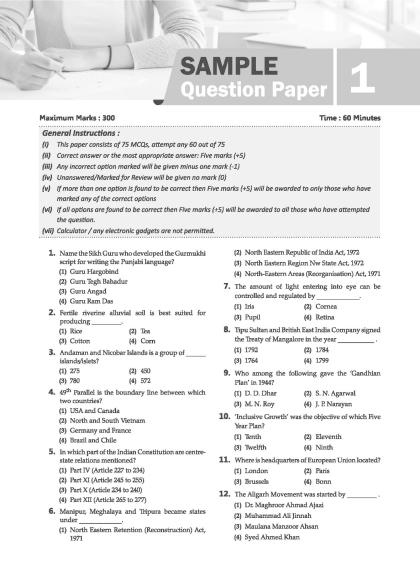 SAMPLE
Question Paper
1
Maximum Marks : 300
Time : 60 Minutes
General Instructions :
(i) This paper consists of 75 MCQs, attempt any 60 out of 75
(ii) Correct answer or the most appropriate answer: Five marks (+5)
(iii) Any incorrect option marked will be given minus one mark (-1)
(iv) Unanswered/Marked for Review will be given no mark (0)
(v) If more than one option is found to be correct then Five marks (+5) will be awarded to only those who have
marked any of the correct options
(vi) If all options are found to be correct then Five marks (+5) will be awarded to all those who have attempted
the question.
(vii) Calculator / any electronic gadgets are not permitted.
1. Name the Sikh Guru who developed the Gurmukhi
script for writing the Punjabi language?
(1) Guru Hargobind
(2) Guru Tegh Bahadur
(3) Guru Angad
(4) Guru Ram Das
2. Fertile riverine alluvial soil is best suited for
producing ________.
(1) Rice (2) Tea
(3) Cotton (4) Corn
3. Andaman and Nicobar Islands is a group of _____
islands/islets?
(1) 275 (2) 450
(3) 780 (4) 572
4. 49th Parallel is the boundary line between which
two countries?
(1) USA and Canada
(2) North and South Vietnam
(3) Germany and France
(4) Brazil and Chile
5. In which part of the Indian Constitution are centre-
state relations mentioned?
(1) Part IV (Article 227 to 234)
(2) Part XI (Article 245 to 255)
(3) Part X (Article 234 to 240)
(4) Part XII (Article 265 to 277)
6. Manipur, Meghalaya and Tripura became states
under ___________.
(1) North Eastern Retention (Reconstruction) Act,
1971
(2) North Eastern Republic of India Act, 1972
(3) North Eastern Region Nw State Act, 1972
(4) North-Eastern Areas (Reorganisation) Act, 1971
7. The amount of light entering into eye can be
controlled and regulated by ___________.
(1) Iris (2) Cornea
(3) Pupil (4) Retina
8. Tipu Sultan and British East India Company signed
the Treaty of Mangalore in the year __________ .
(1) 1792 (2) 1784
(3) 1764 (4) 1799
9. Who among the following gave the 'Gandhian
Plan' in 1944?
(1) D. D. Dhar (2) S. N. Agarwal
(3) M. N. Roy (4) J. P. Narayan
10. 'Inclusive Growth' was the objective of which Five
Year Plan?
(1) Tenth (2) Eleventh
(3) Twelfth (4) Ninth
11. Where is headquarters of European Union located?
(1) London (2) Paris
(3) Brussels (4) Bonn
12. The Aligarh Movement was started by ________ .
(1) Dr. Maghroor Ahmad Ajazi
(2) Muhammad Ali Jinnah
(3) Maulana Manzoor Ahsan
(4) Syed Ahmed Khan